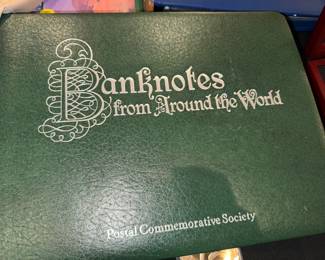 Banknotes
from Around the World
Postal Commemorative Society